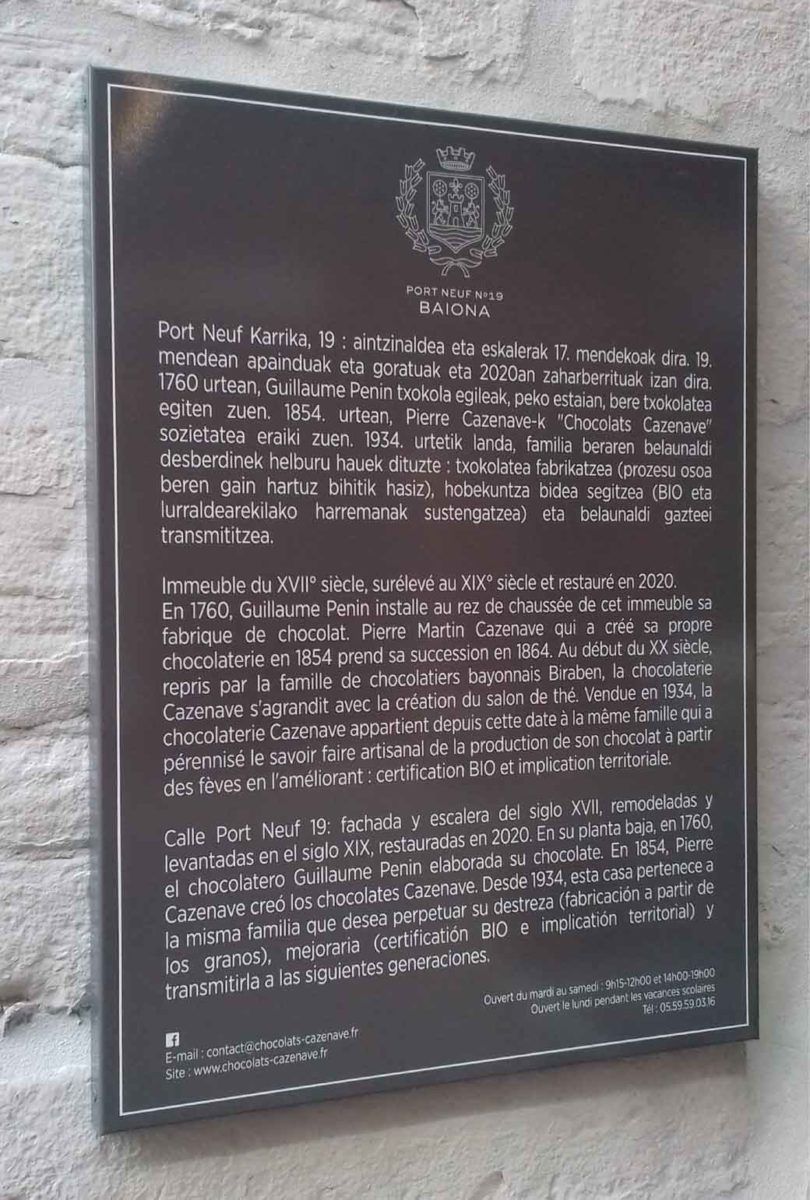 PORT NEUF Nº19
BAIONA
Port Neuf Karrika, 19 : aintzinaldea eta eskalerak 17. mendekoak dira. 19.
mendean apainduak eta goratuak eta 2020an zaharberrituak izan dira.
1760 urtean, Guillaume Penin txokola egileak, peko estaian, bere txokolatea
egiten zuen. 1854. urtean, Pierre Cazenave-k "Chocolats Cazenave"
sozietatea eraiki zuen. 1934. urtetik landa, familia beraren belaunaldi
desberdinek helburu hauek dituzte : txokolatea fabrikatzea (prozesu osoa
beren gain hartuz bihitik hasiz), hobekuntza bidea segitzea (BIO eta
lurraldearekilako harremanak sustengatzea) eta belaunaldi gazteei
transmititzea.
Immeuble du XVII° siècle, surélevé au XIX° siècle et restauré en 2020.
En 1760, Guillaume Penin installe au rez de chaussée de cet immeuble sa
fabrique de chocolat. Pierre Martin Cazenave qui a créé sa propre
chocolaterie en 1854 prend sa succession en 1864. Au début du XX siècle,
repris par la famille de chocolatiers bayonnais Biraben, la chocolaterie
Cazenave s'agrandit avec la création du salon de thé. Vendue en 1934, la
chocolaterie Cazenave appartient depuis cette date à la même famille qui a
pérennisé le savoir faire artisanal de la production de son chocolat à partir
des fèves en l'améliorant : certification BIO et implication territoriale.
Calle Port Neuf 19: fachada y escalera del siglo XVII, remodeladas y
levantadas en el siglo XIX, restauradas en 2020. En su planta baja, en 1760,
el chocolatero Guillaume Penin elaborada su chocolate. En 1854, Pierre
Cazenave creó los chocolates Cazenave. Desde 1934, esta casa pertenece a
la misma familia que desea perpetuar su destreza (fabricación a partir de
los granos), mejoraria (certificatión BIO e implicatión territorial) y
transmitirla a las siguientes generaciones.
Ouvert du mardi au samedi : 9h15-12h00 et 14h00-19h00
Ouvert le lundi pendant les vacances scolaires
Tél : 05.59.59.03.16
E-mail : contact@chocolats-cazenave.fr
Site : www.chocolats-cazenave.fr